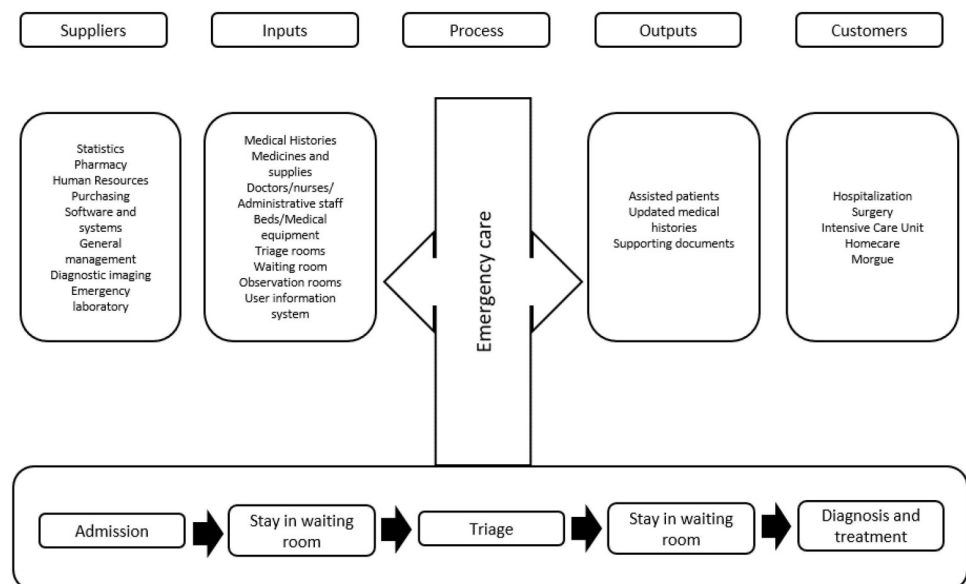 Suppliers
Inputs
Process
Outputs
Customers
Statistics
Pharmacy
Human Resources
Purchasing
Software and
systems
General
management
Diagnostic imaging
Emergency
laboratory
Medical Histories
Medicines and
supplies
Doctors/nurses/
Administrative staff
Beds/Medical
equipment
Triage rooms
Waiting room
Observation rooms
User information
system
Emergency care
Assisted patients
Updated medical
histories
Supporting documents
Hospitalization
Surgery
Intensive Care Unit
Homecare
Morgue
Admission
Stay in waiting
room
Triage
Stay in waiting
room
Diagnosis and
treatment